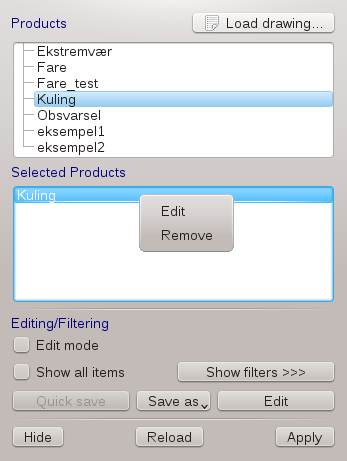 Products
Load drawing...
Ekstremvær
Fare
Fare_test
Kuling
Obsvarsel
eksempel1
eksempel2
Selected Products
Kuling
Edit
Remove
Editing/Filtering
Edit mode
Show all items
Show filters >>>
Quick save
Save as
Edit
Hide
Reload
Apply